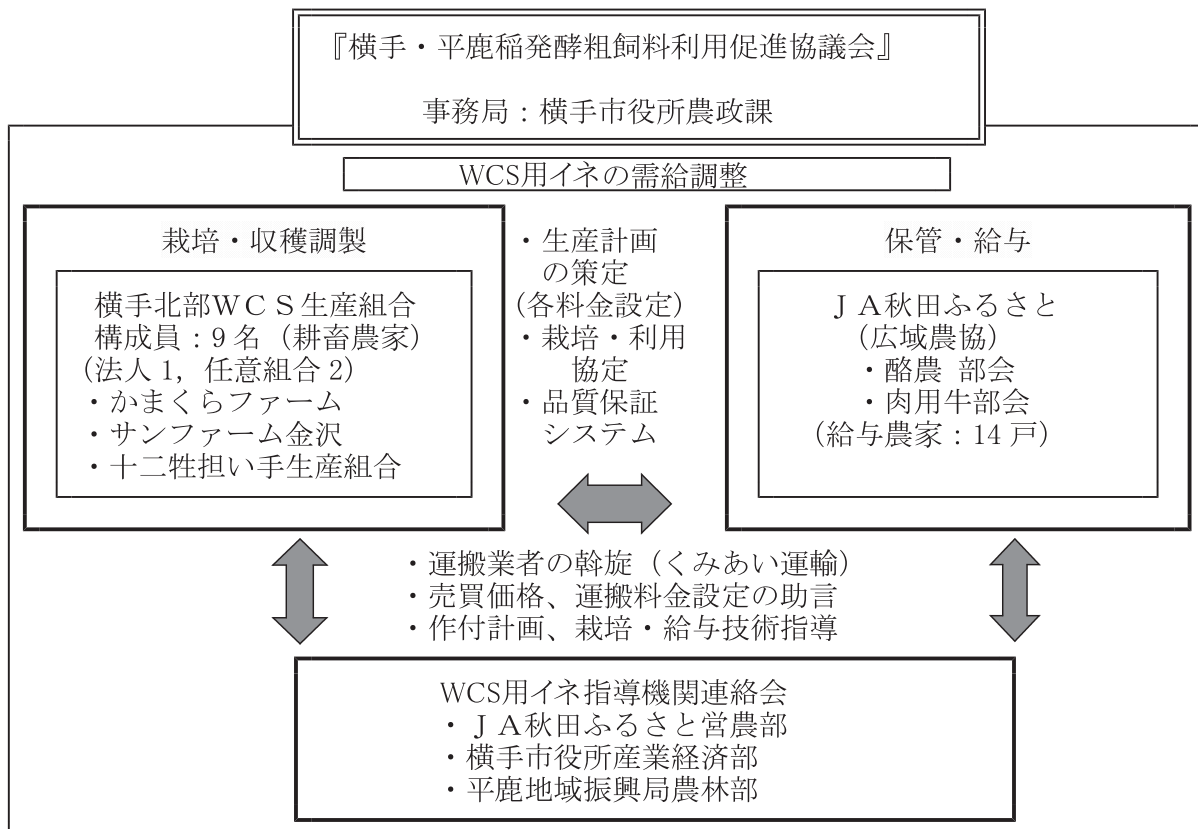 『横手・平鹿稲発酵粗飼料利用促進協議会』
事務局：横手市役所農政課
WCS用イネの需給調整
栽培・収穫調製
横手北部WＣＳ生産組合
構成員：9名（耕畜農家）
（法人1，任意組合2）
・かまくらファーム
・サンファーム金沢
・十二牲担い手生産組合
・生産計画
の策定
（各料金設定）
・栽培・利用
協定
・品質保証
システム
保管・給与
ＪＡ秋田ふるさと
（広域農協）
・酪農 部会
・肉用牛部会
（給与農家：14戸）
・運搬業者の斡旋（くみあい運輸）
・売買価格、運搬料金設定の助言
・作付計画、栽培・給与技術指導
WCS用イネ指導機関連絡会
・ＪＡ秋田ふるさと営農部
・横手市役所産業経済部
・平鹿地域振興局農林部